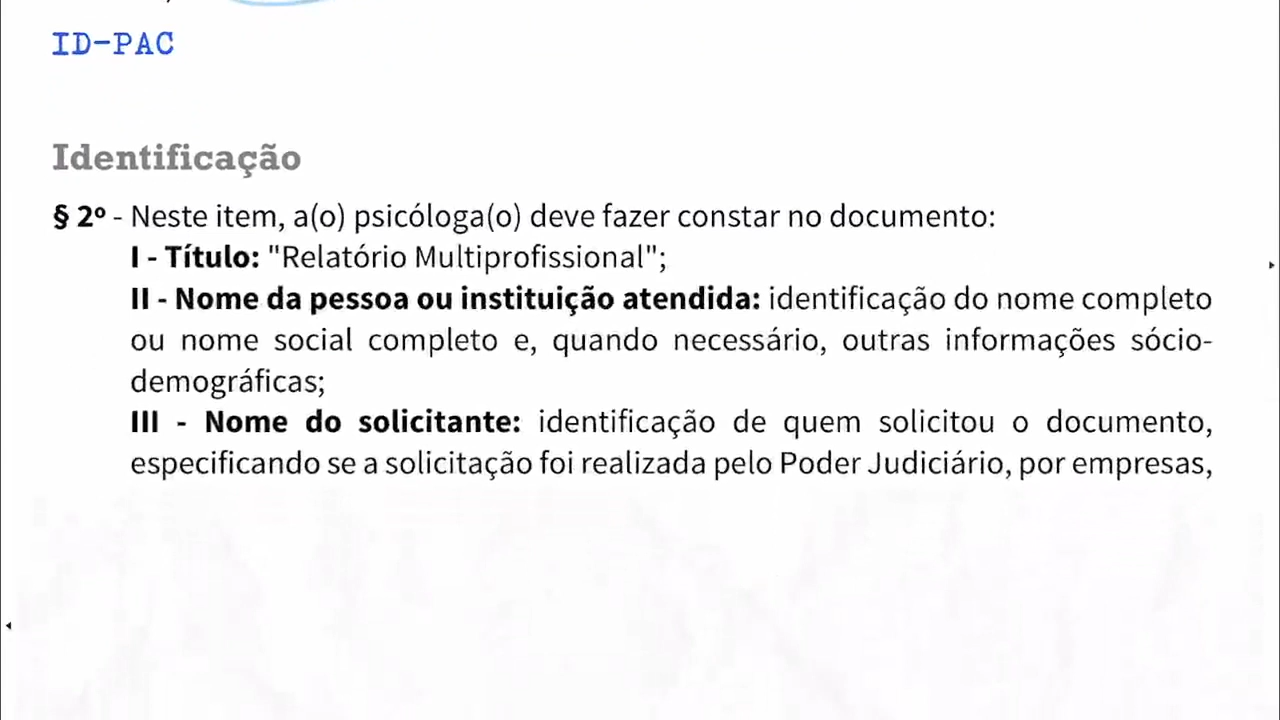 ID-PAC
Identificação
§ 2º - Neste item, a(o) psicóloga(o) deve fazer constar no documento:
I - Título: "Relatório Multiprofissional";
II - Nome da pessoa ou instituição atendida: identificação do nome completo
ou nome social completo e, quando necessário, outras informações sócio-
demográficas;
III - Nome do solicitante: identificação de quem solicitou o documento,
especificando se a solicitação foi realizada pelo Poder Judiciário, por empresas,